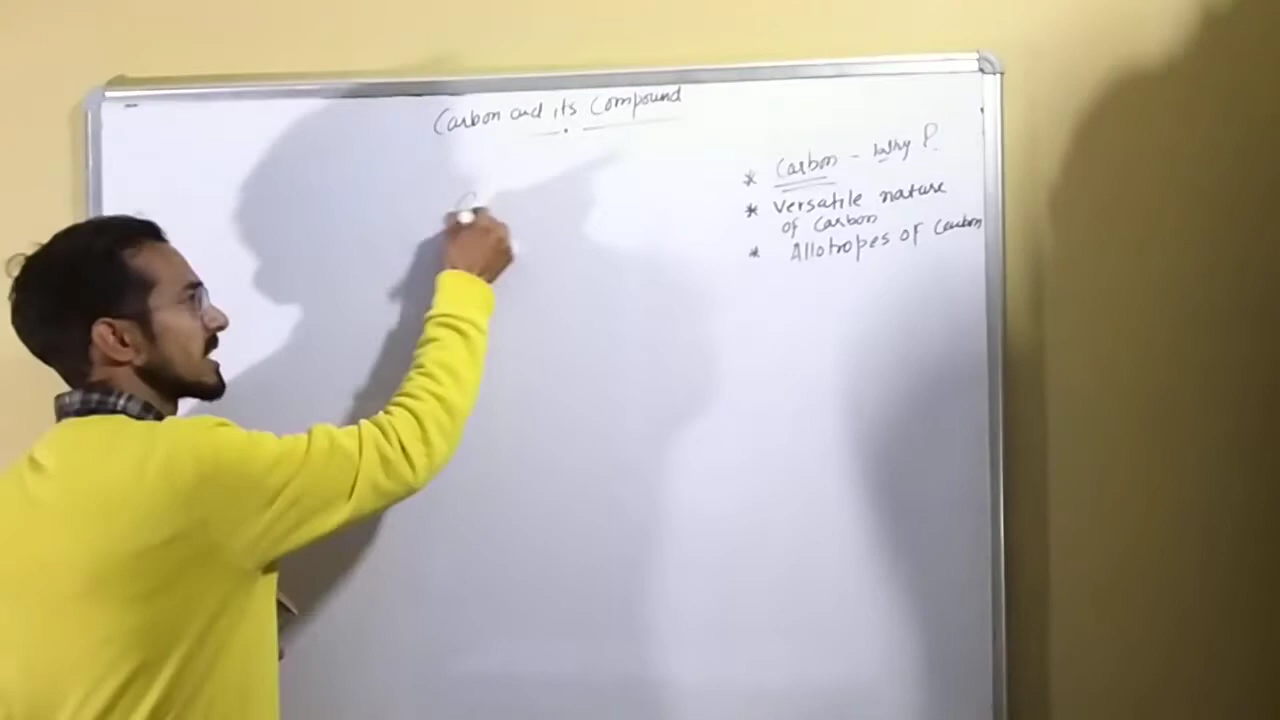 Carbon and its Compound
* Carbon - Why ?
* Versatile nature
of Carbon
* Allotropes of Carbon
C